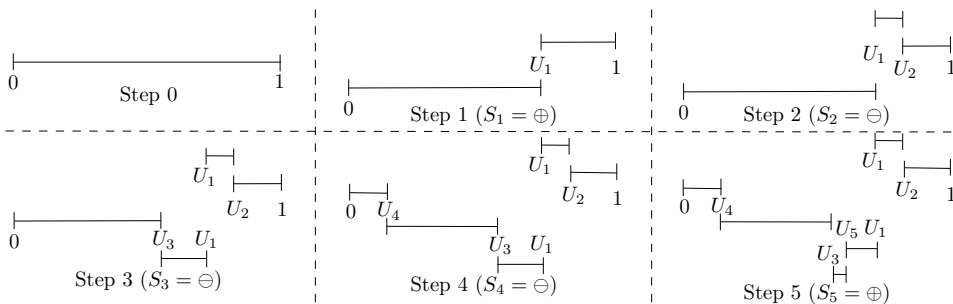 0 1
Step 0
U₁
0 1
Step 1 (S₁ = ⊕)
U₁
U₂
0 1
Step 2 (S₂ = ⊖)
U₁
U₂
0 1
U₃ U₁
Step 3 (S₃ = ⊖)
U₁
U₂
0 1
U₄
U₃ U₁
Step 4 (S₄ = ⊖)
U₁
U₂
0 1
U₄
U₅ U₁
U₃
Step 5 (S₅ = ⊕)